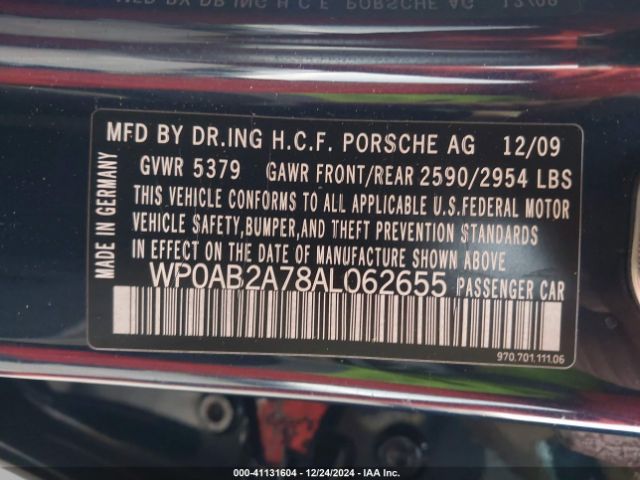 MFD BY DR.ING H.C.F. PORSCHE AG 12/09
GVWR 5379 GAWR FRONT/REAR 2590/2954 LBS
THIS VEHICLE CONFORMS TO ALL APPLICABLE U.S.FEDERAL MOTOR
VEHICLE SAFETY,BUMPER,AND THEFT PREVENTION STANDARDS
IN EFFECT ON THE DATE OF MANUFACTURE SHOWN ABOVE
WP0AB2A78AL062655 PASSENGER CAR
MADE IN GERMANY
970.701.111.06
000-41131604 - 12/24/2024 - IAA Inc.